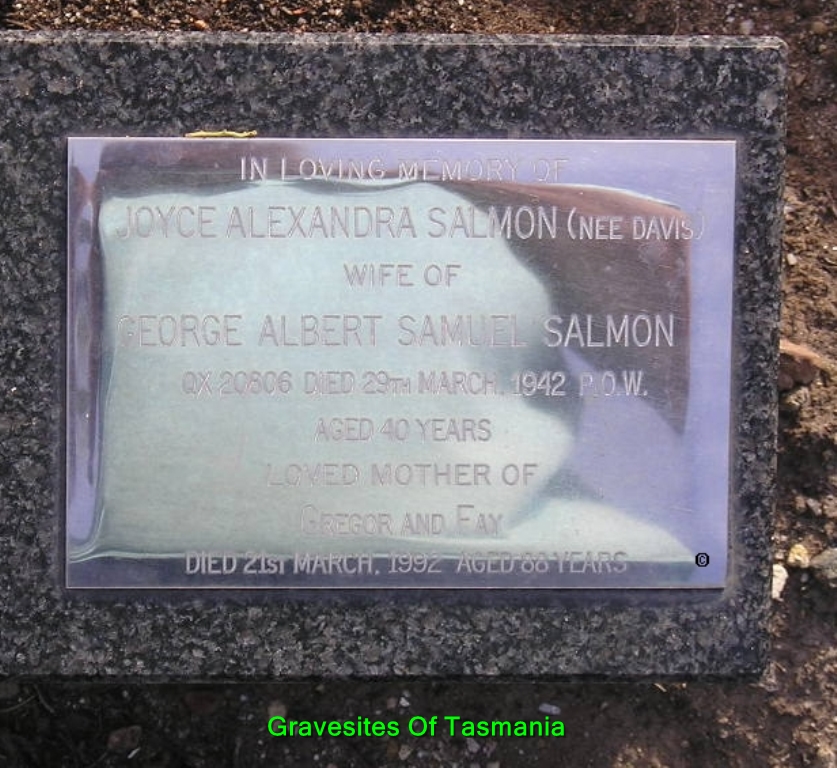 IN LOVING MEMORY OF
JOYCE ALEXANDRA SALMON (NEE DAVIS)
WIFE OF
GEORGE ALBERT SAMUEL SALMON
QX 20806 DIED 29TH MARCH, 1942 P.O.W.
AGED 40 YEARS
LOVED MOTHER OF
GREGOR AND FAY
DIED 21ST MARCH, 1992 AGED 88 YEARS
©
Gravesites Of Tasmania